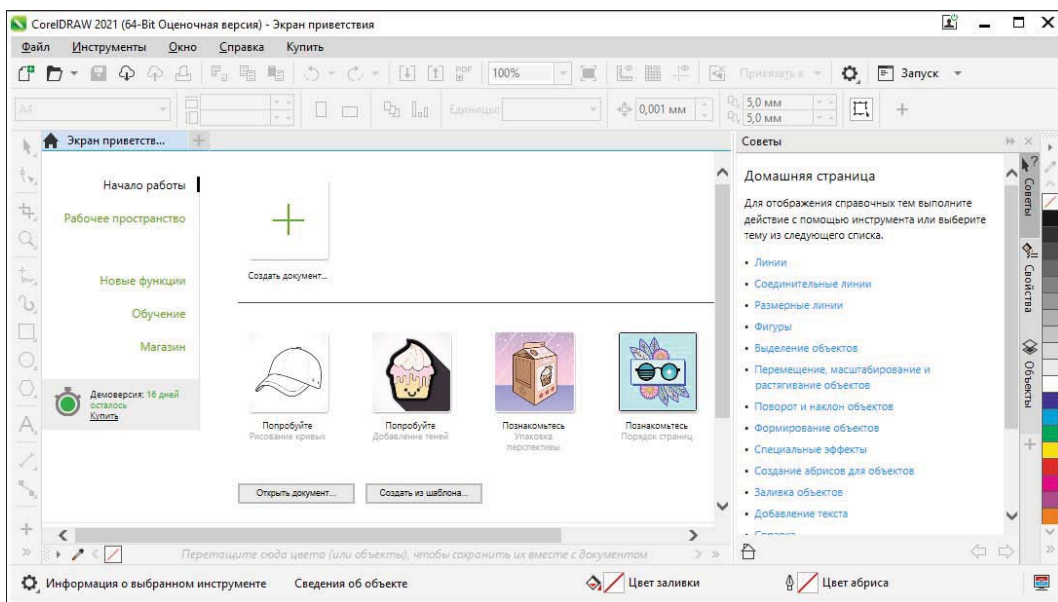 CorelDRAW 2021 (64-Bit Оценочная версия) - Экран приветствия
Файл Инструменты Окно Справка Купить
PDF 100% Привязать к Запуск
A4 Единицы: 0,001 мм 5,0 мм
5,0 мм
Экран приветств...
Начало работы
Рабочее пространство
Новые функции
Обучение
Магазин
Демоверсия: 16 дней
осталось
Купить
Создать документ...
Попробуйте
Рисование кривых
Попробуйте
Добавление теней
Познакомьтесь
Упаковка
перспективы
Познакомьтесь
Порядок страниц
Открыть документ... Создать из шаблона...
Советы
Домашняя страница
Для отображения справочных тем выполните
действие с помощью инструмента или выберите
тему из следующего списка.
• Линии
• Соединительные линии
• Размерные линии
• Фигуры
• Выделение объектов
• Перемещение, масштабирование и
растягивание объектов
• Поворот и наклон объектов
• Формирование объектов
• Специальные эффекты
• Создание абрисов для объектов
• Заливка объектов
• Добавление текста
Советы
Свойства
Объекты
Перетащите сюда цвета (или объекты), чтобы сохранить их вместе с документом
Информация о выбранном инструменте Сведения об объекте Цвет заливки Цвет абриса